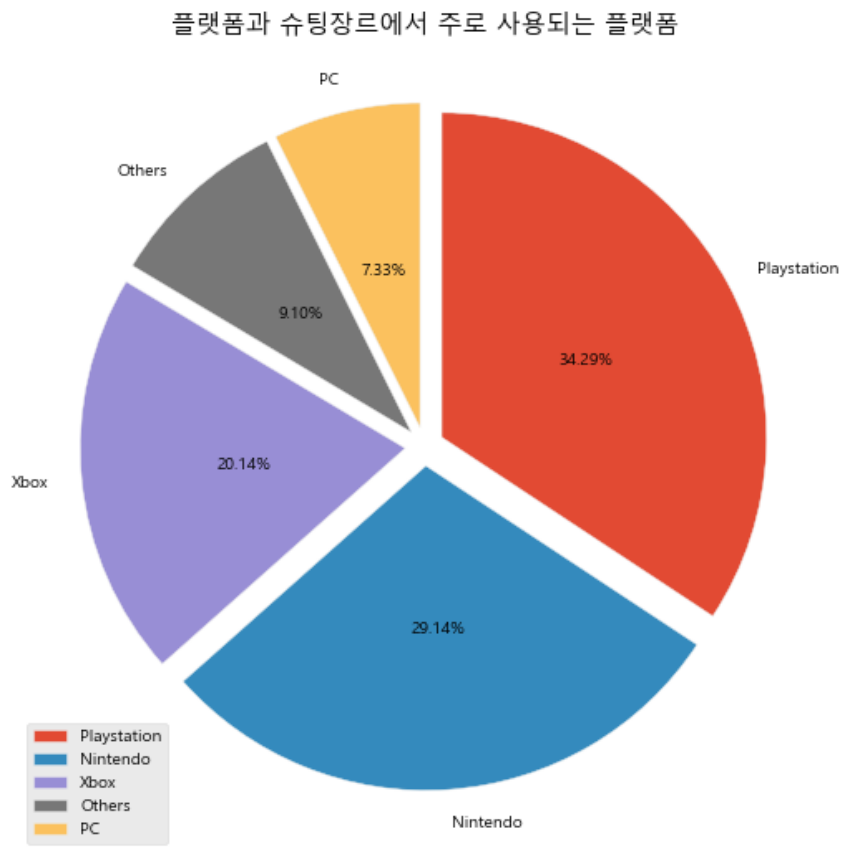 플랫폼과 슈팅장르에서 주로 사용되는 플랫폼
PC
Others
Playstation
7.33%
9.10%
34.29%
20.14%
Xbox
29.14%
Nintendo
Playstation
Nintendo
Xbox
Others
PC